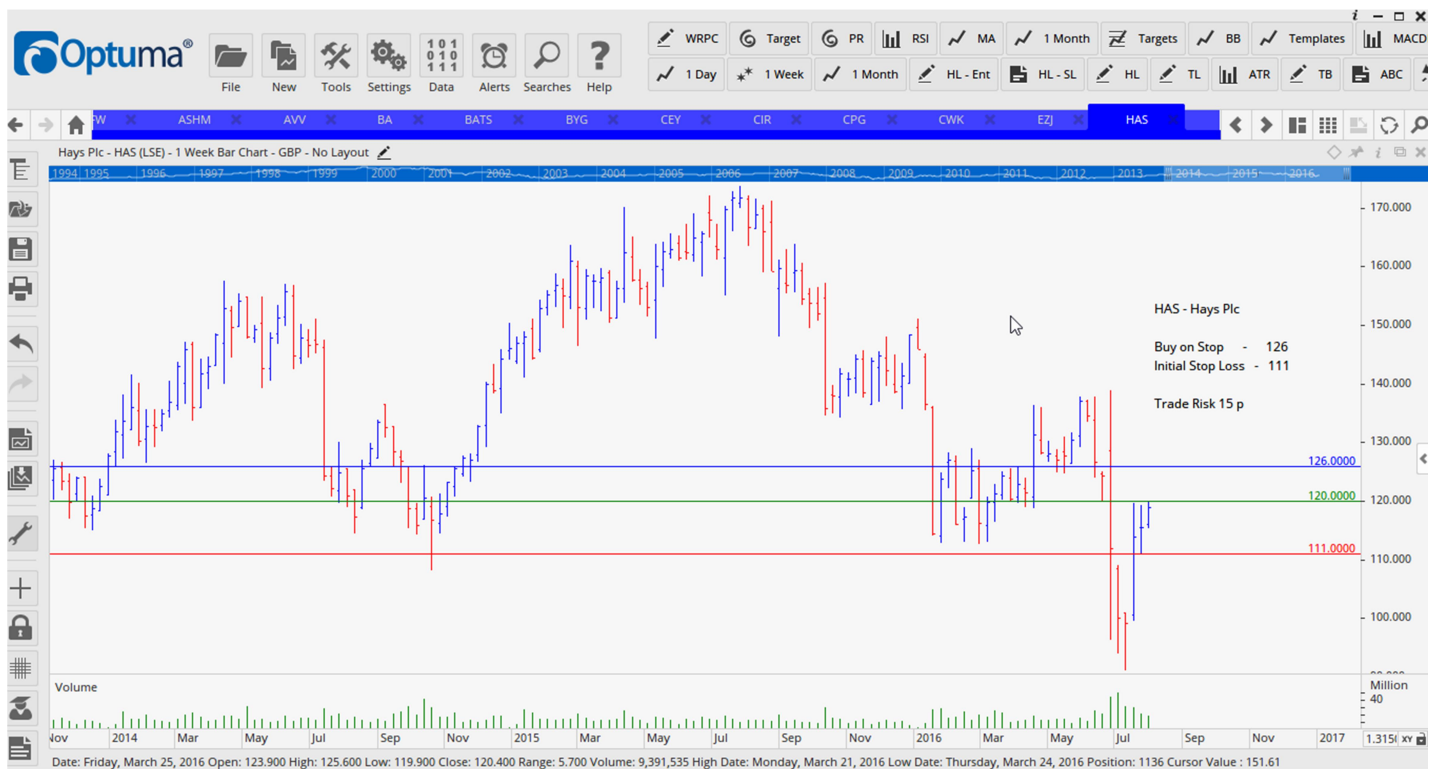 i
Optuma®
File
New
Tools
Settings
101
010
111
Data
Alerts
Searches
?
Help
WRPC
Target
PR
RSI
MA
1 Month
Targets
BB
Templates
MACD
1 Day
1 Week
1 Month
HL - Ent
HL - SL
HL
TL
ATR
TB
ABC
FW
ASHM
AVV
BA
BATS
BYG
CEY
CIR
CPG
CWK
EZJ
HAS
Hays Plc - HAS (LSE) - 1 Week Bar Chart - GBP - No Layout
1994 1995 1996 1997 1998 1999 2000 2001 2002 2003 2004 2005 2006 2007 2008 2009 2010 2011 2012 2013 2014 2015 2016
170.000
160.000
HAS - Hays Plc
150.000
Buy on Stop - 126
Initial Stop Loss - 111
140.000
Trade Risk 15 p
130.000
126.0000
120.0000
120.000
111.0000
110.000
100.000
Volume
Million
40
Nov 2014 Mar May Jul Sep Nov 2015 Mar May Jul Sep Nov 2016 Mar May Jul Sep Nov 2017
XY
Date: Friday, March 25, 2016 Open: 123.900 High: 125.600 Low: 119.900 Close: 120.400 Range: 5.700 Volume: 9,391,535 High Date: Monday, March 21, 2016 Low Date: Thursday, March 24, 2016 Position: 1136 Cursor Value : 151.61